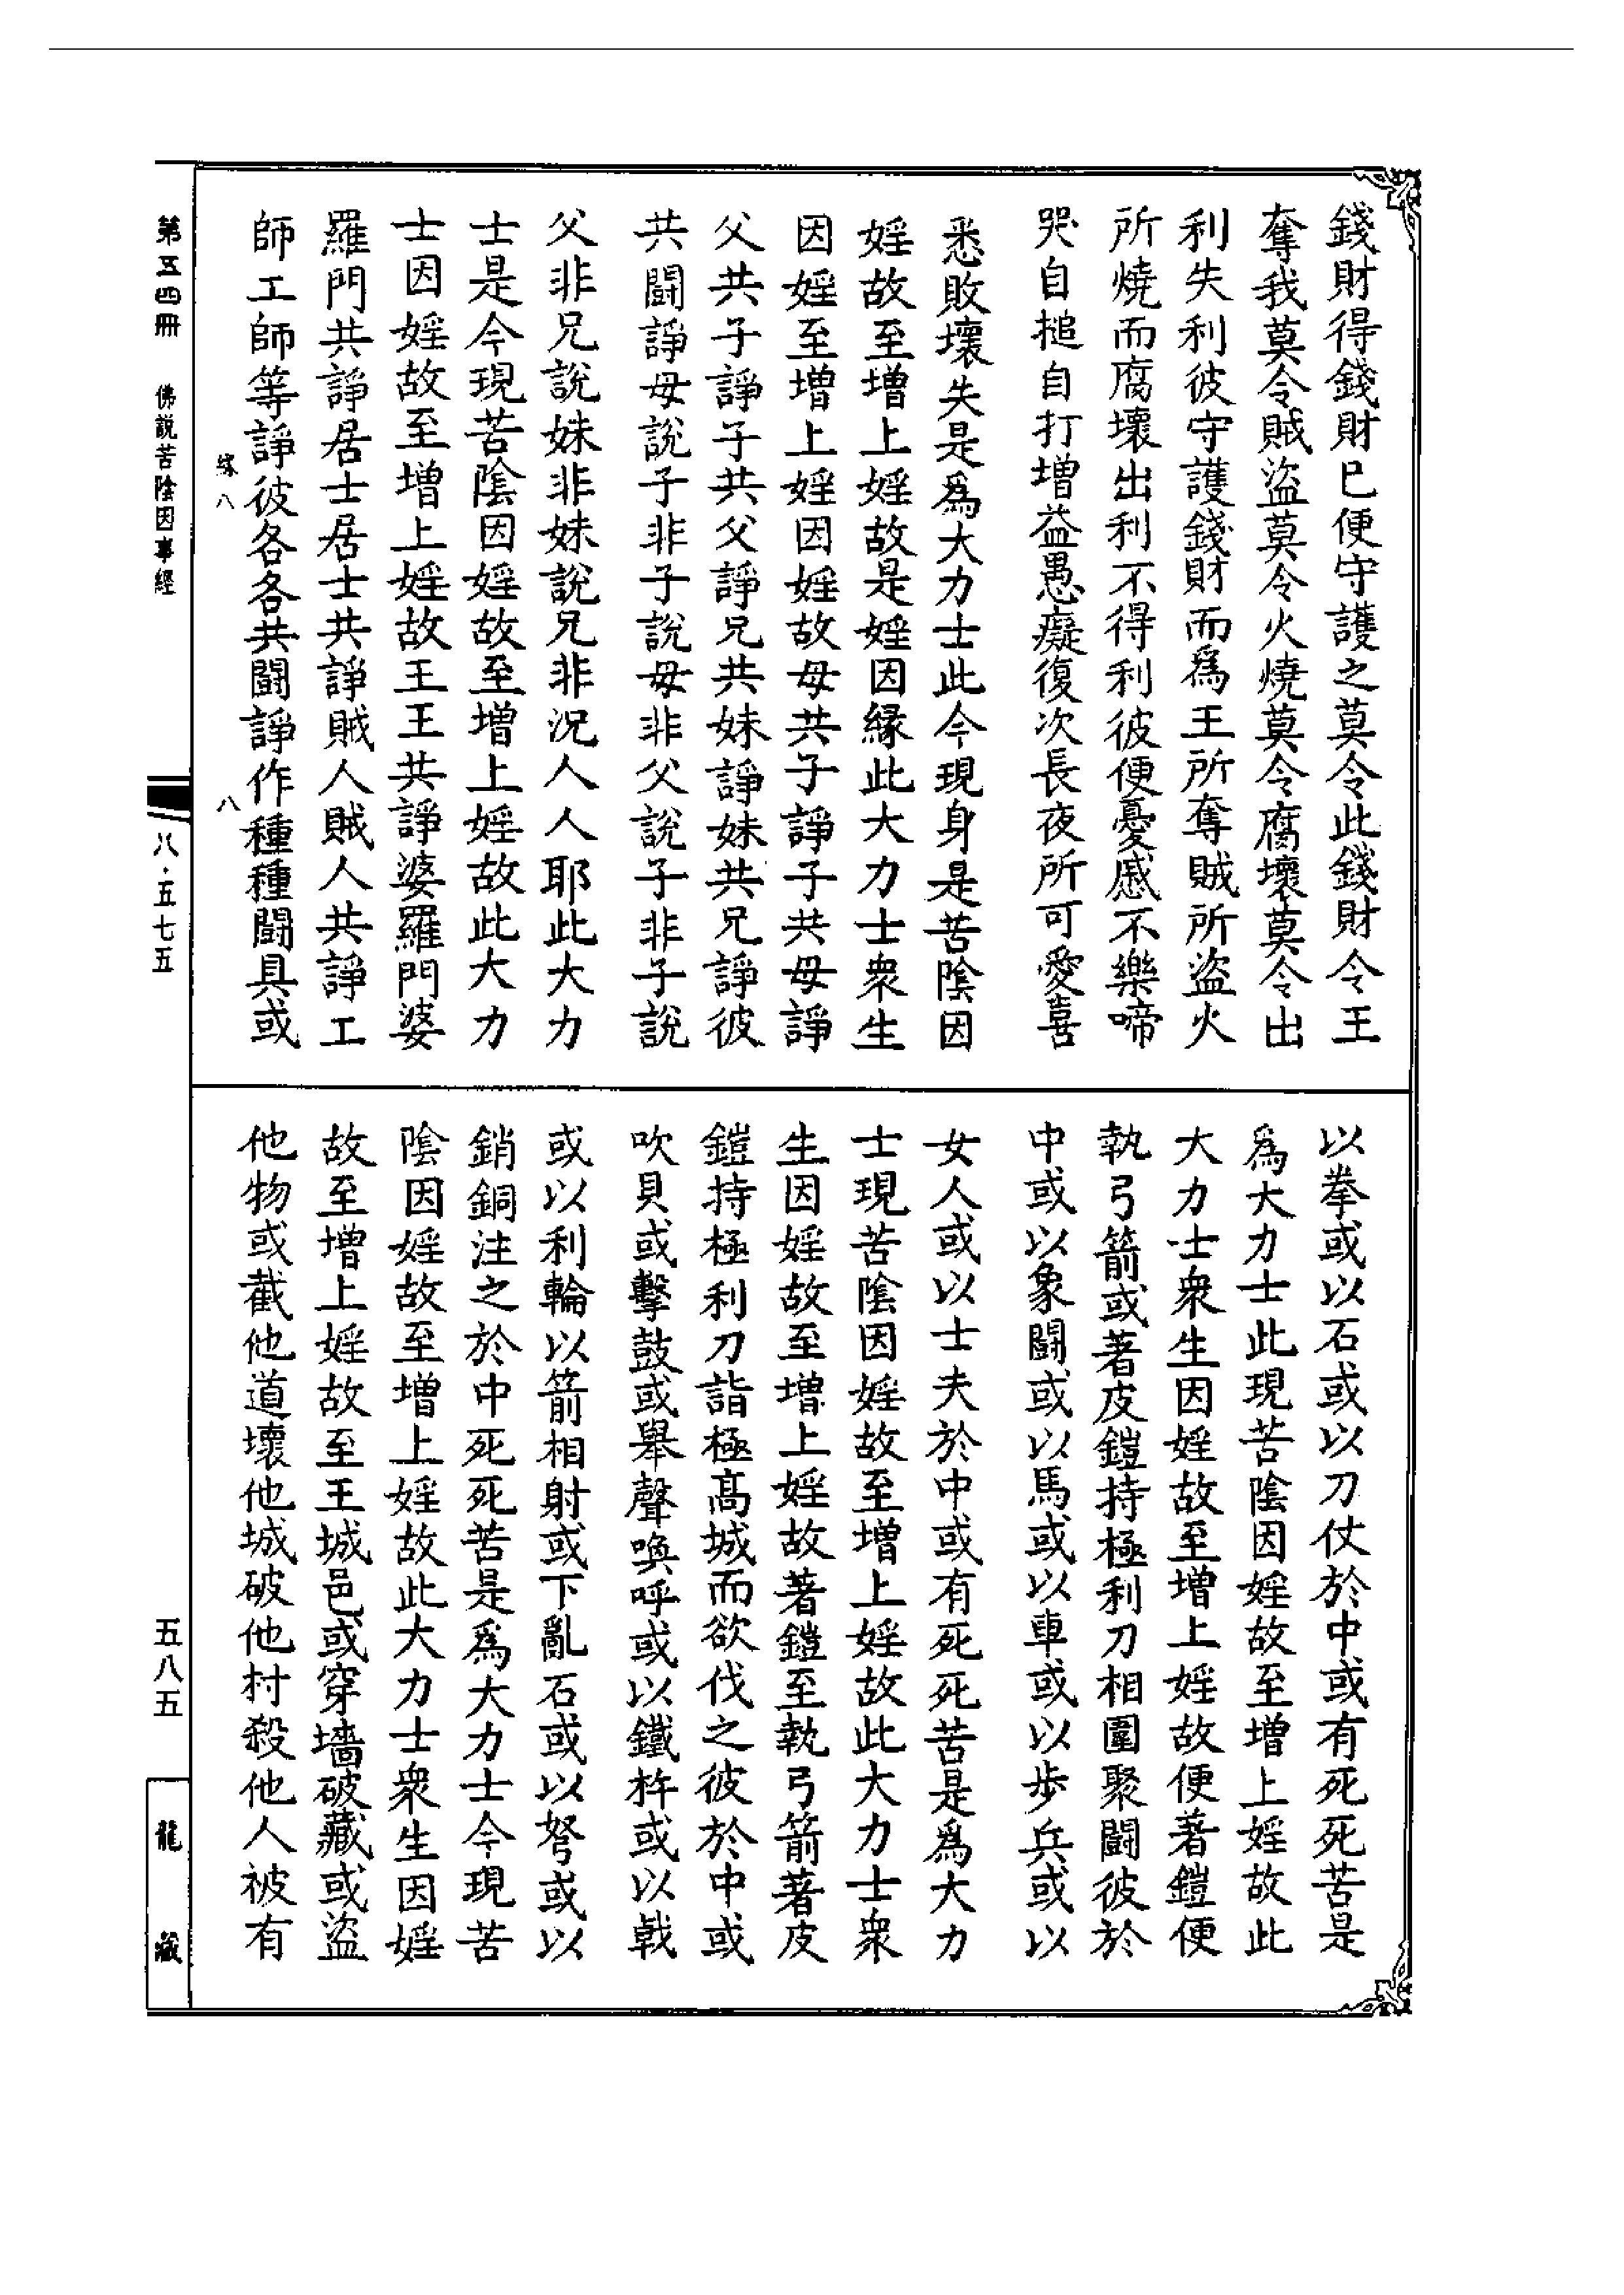 錢財得錢財已便守護之莫令此錢財令王
奪我莫令賊盜莫令火燒莫令腐壞莫令出
利失利彼守護錢財而爲王所奪賊所盜火
所燒而腐壞出利不得利彼便憂慼不樂啼
哭自搥自打增益愚癡復次長夜所可愛喜
悉敗壞失是爲大力士此今現身是苦陰因
婬故至增上婬故是婬因緣此大力士衆生
因婬至增上婬因婬故母共子諍子共母諍
父共子諍子共父諍兄共妹諍妹共兄諍彼
共鬪諍母說子非子說母非父說子非子說
父非兄說妹非妹說兄非況人人耶此大力
士是今現苦陰因婬故至增上婬故此大力
士因婬故至增上婬故王王共諍婆羅門婆
羅門共諍居士居士共諍賊人賊人共諍工
師工師等諍彼各各共鬪諍作種種鬪具或
以拳或以石或以刀仗於中或有死死苦是
爲大力士此現苦陰因婬故至增上婬故此
大力士衆生因婬故至增上婬故便著鎧便
執弓箭或著皮鎧持極利刀相圍聚鬪彼於
中或以象鬪或以馬或以車或以步兵或以
女人或以士夫於中或有死死苦是爲大力
士現苦陰因婬故至增上婬故此大力士衆
生因婬故至增上婬故著鎧至執弓箭著皮
鎧持極利刀詣極高城而欲伐之彼於中或
吹貝或擊鼓或舉聲喚呼或以鐵杵或以戟
或以利輪以箭相射或下亂石或以弩或以
銷銅注之於中死死苦是爲大力士今現苦
陰因婬故至增上婬故此大力士衆生因婬
故至增上婬故至王城邑或穿墻破藏或盜
他物或截他道壞他城破他村殺他人被有
第五四冊 佛說苦陰因事經
八·五七五
五八五
龍藏
八
八